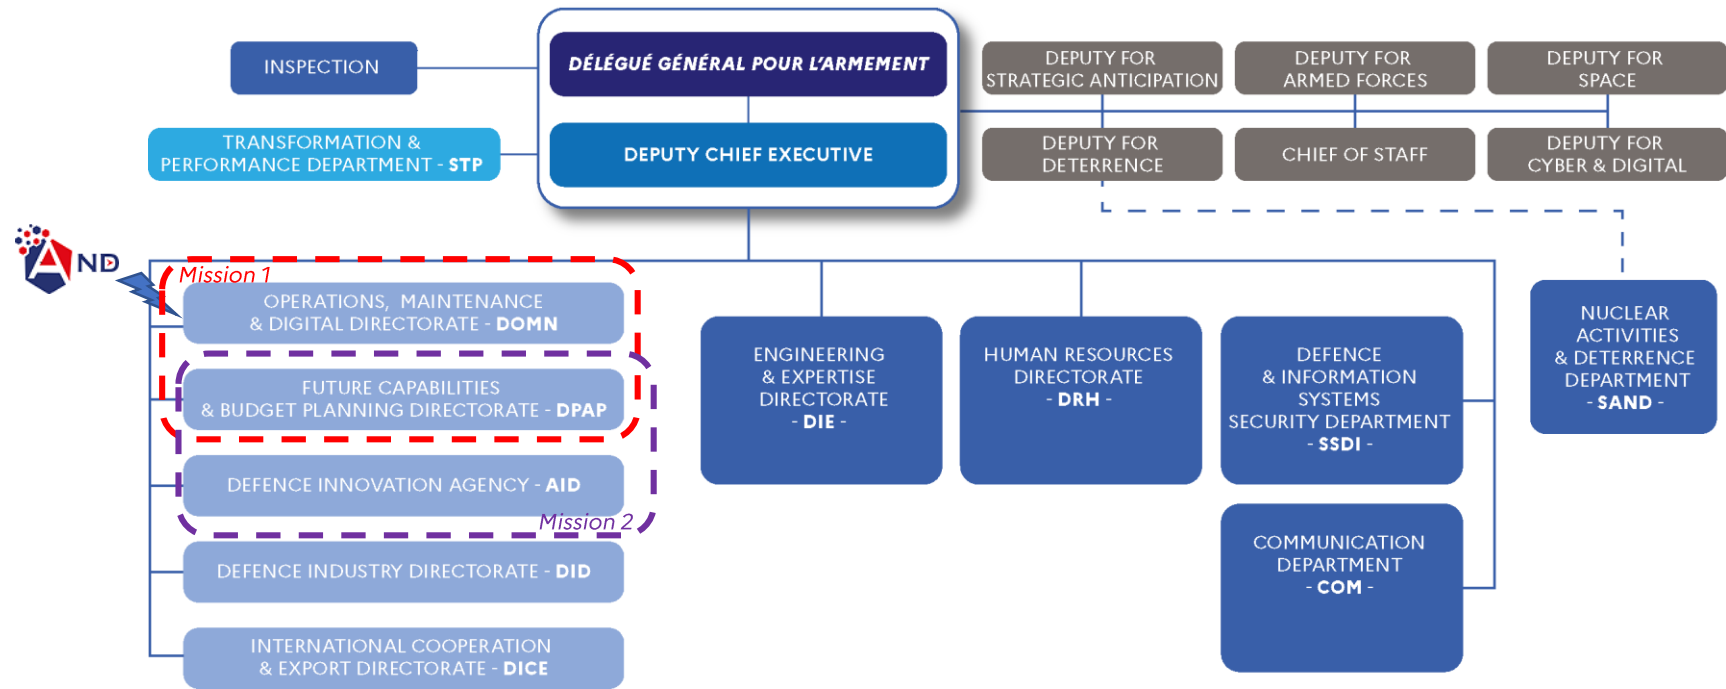 INSPECTION
DÉLÉGUÉ GÉNÉRAL POUR L'ARMEMENT
DEPUTY FOR
STRATEGIC ANTICIPATION
DEPUTY FOR
ARMED FORCES
DEPUTY FOR
SPACE
TRANSFORMATION &
PERFORMANCE DEPARTMENT - STP
DEPUTY CHIEF EXECUTIVE
DEPUTY FOR
DETERRENCE
CHIEF OF STAFF
DEPUTY FOR
CYBER & DIGITAL
AND
Mission 1
OPERATIONS, MAINTENANCE
& DIGITAL DIRECTORATE - DOMN
FUTURE CAPABILITIES
& BUDGET PLANNING DIRECTORATE - DPAP
DEFENCE INNOVATION AGENCY - AID
Mission 2
DEFENCE INDUSTRY DIRECTORATE - DID
INTERNATIONAL COOPERATION
& EXPORT DIRECTORATE - DICE
ENGINEERING
& EXPERTISE
DIRECTORATE
- DIE -
HUMAN RESOURCES
DIRECTORATE
- DRH -
DEFENCE
& INFORMATION
SYSTEMS
SECURITY DEPARTMENT
- SSDI -
COMMUNICATION
DEPARTMENT
- COM -
NUCLEAR
ACTIVITIES
& DETERRENCE
DEPARTMENT
- SAND -